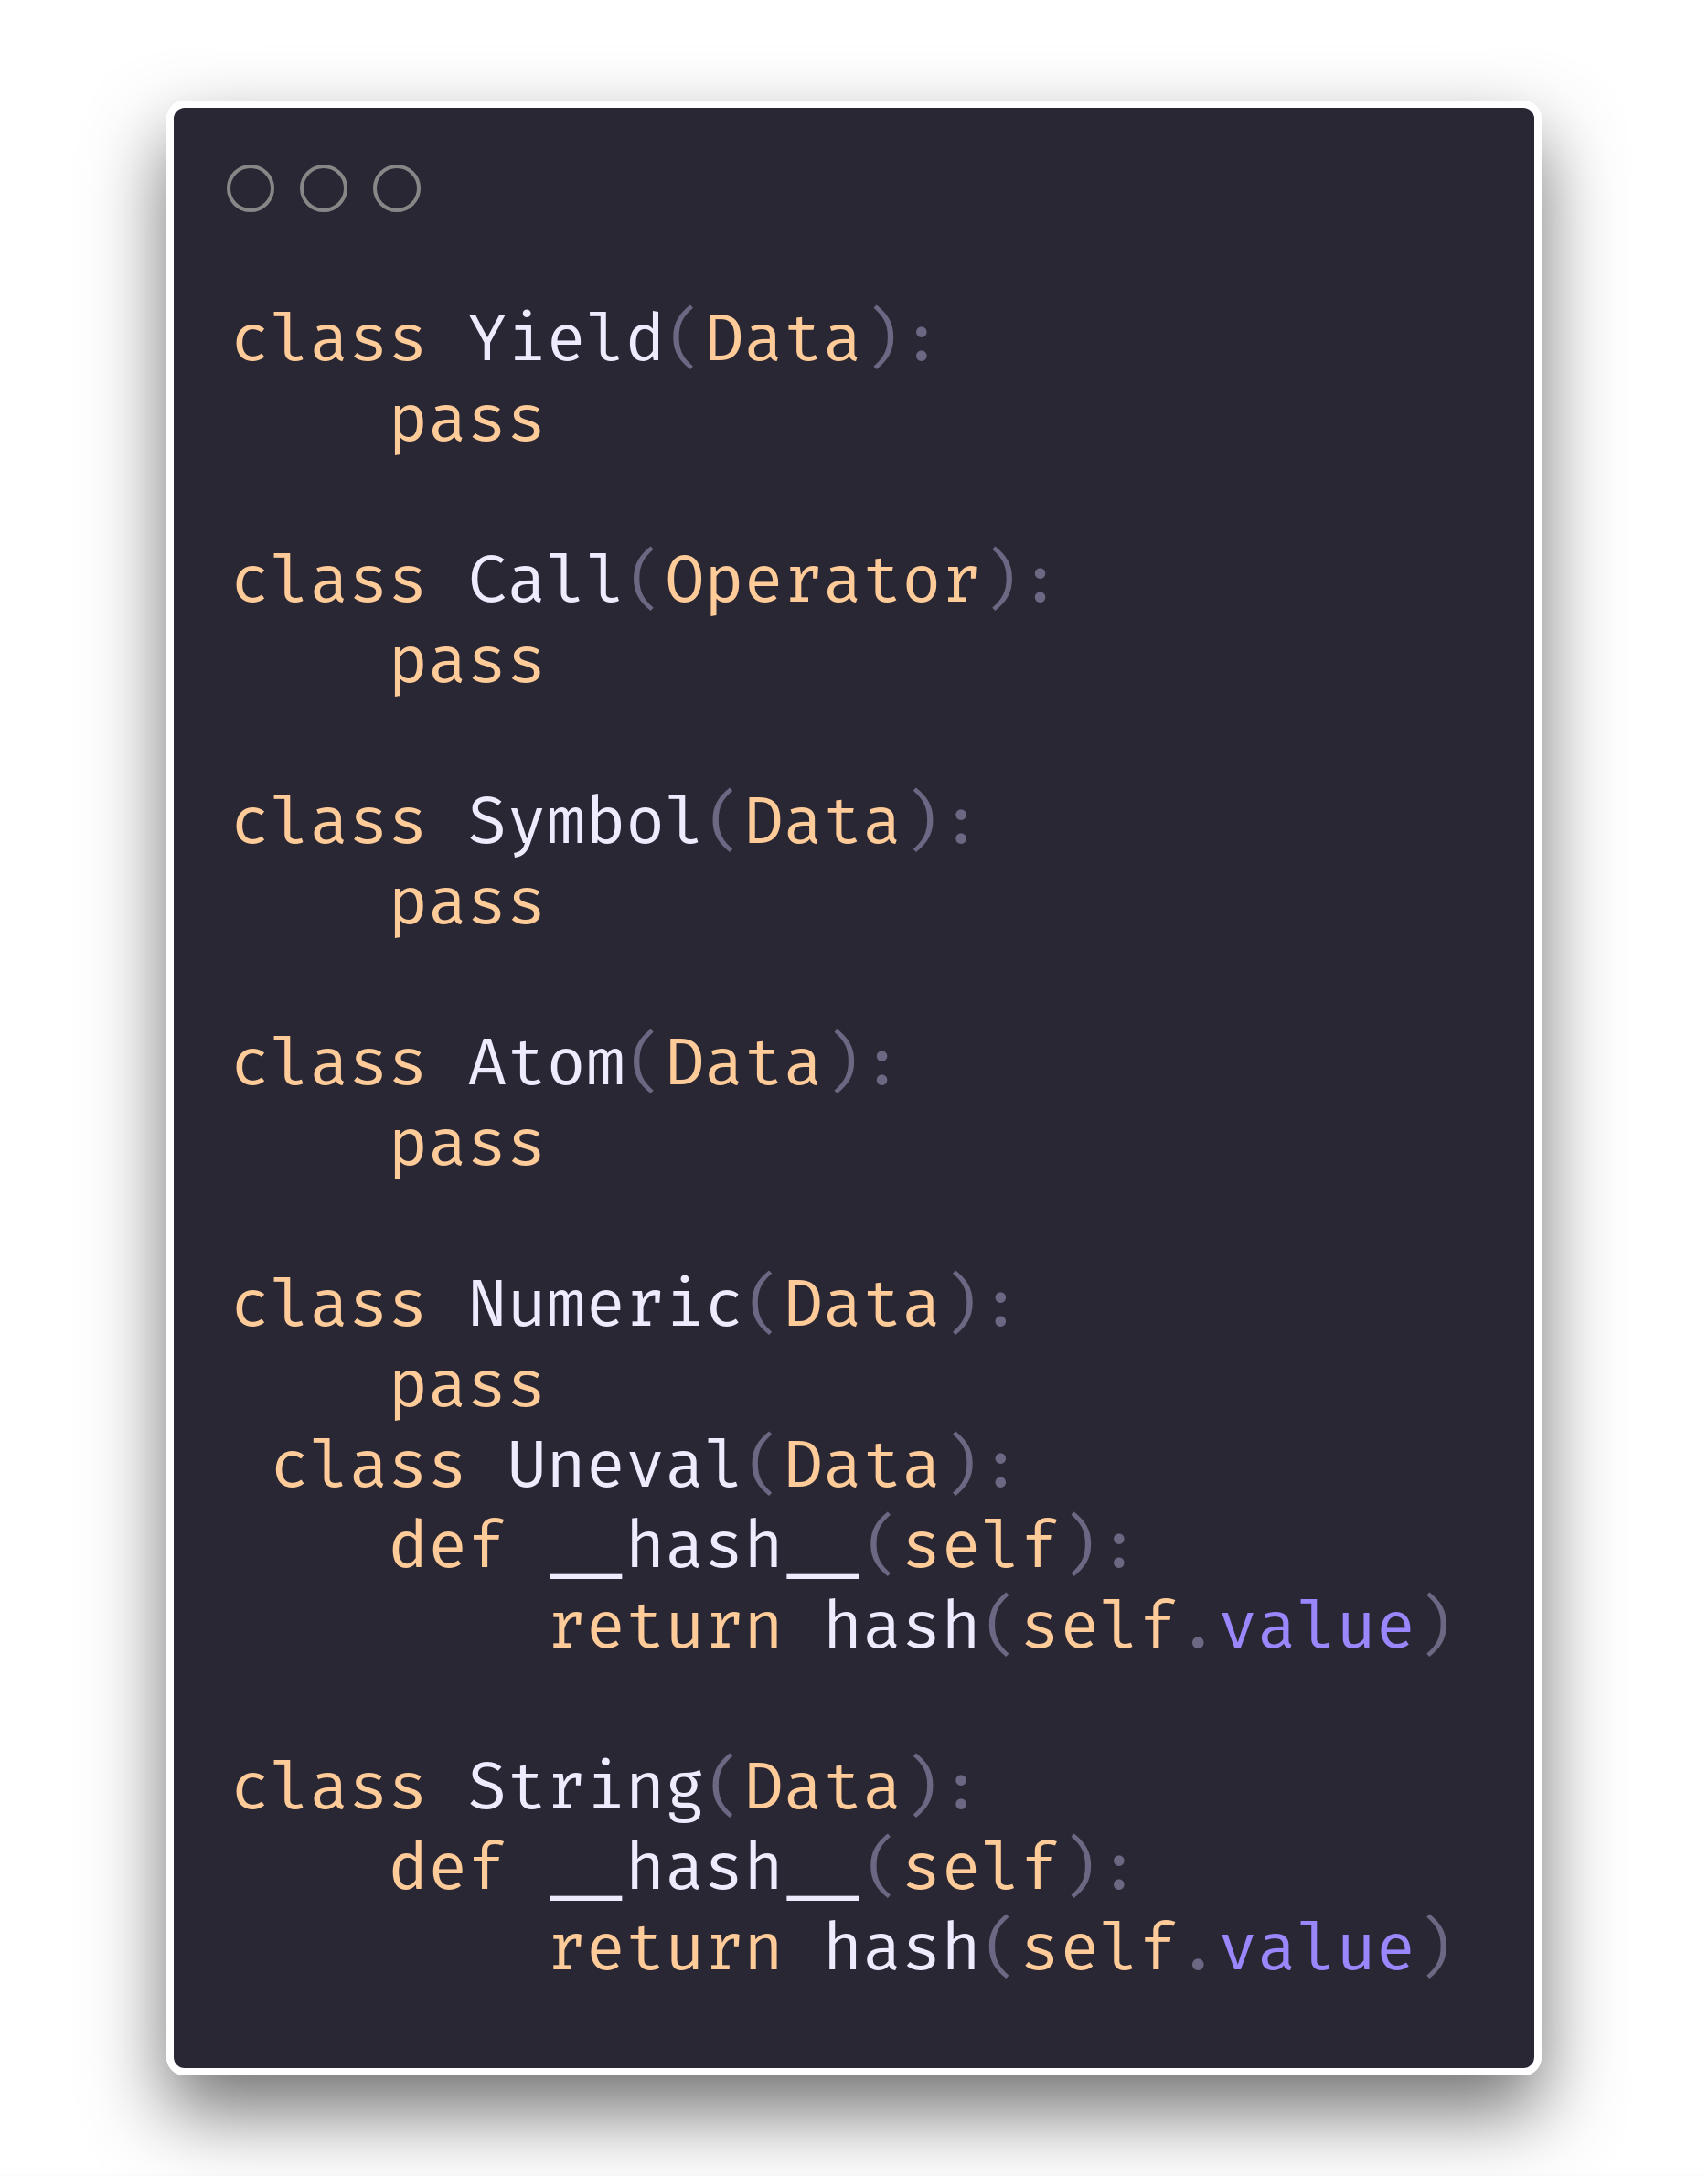 class Yield(Data):
    pass

class Call(Operator):
    pass

class Symbol(Data):
    pass

class Atom(Data):
    pass

class Numeric(Data):
    pass
 class Uneval(Data):
    def __hash__(self):
        return hash(self.value)

class String(Data):
    def __hash__(self):
        return hash(self.value)